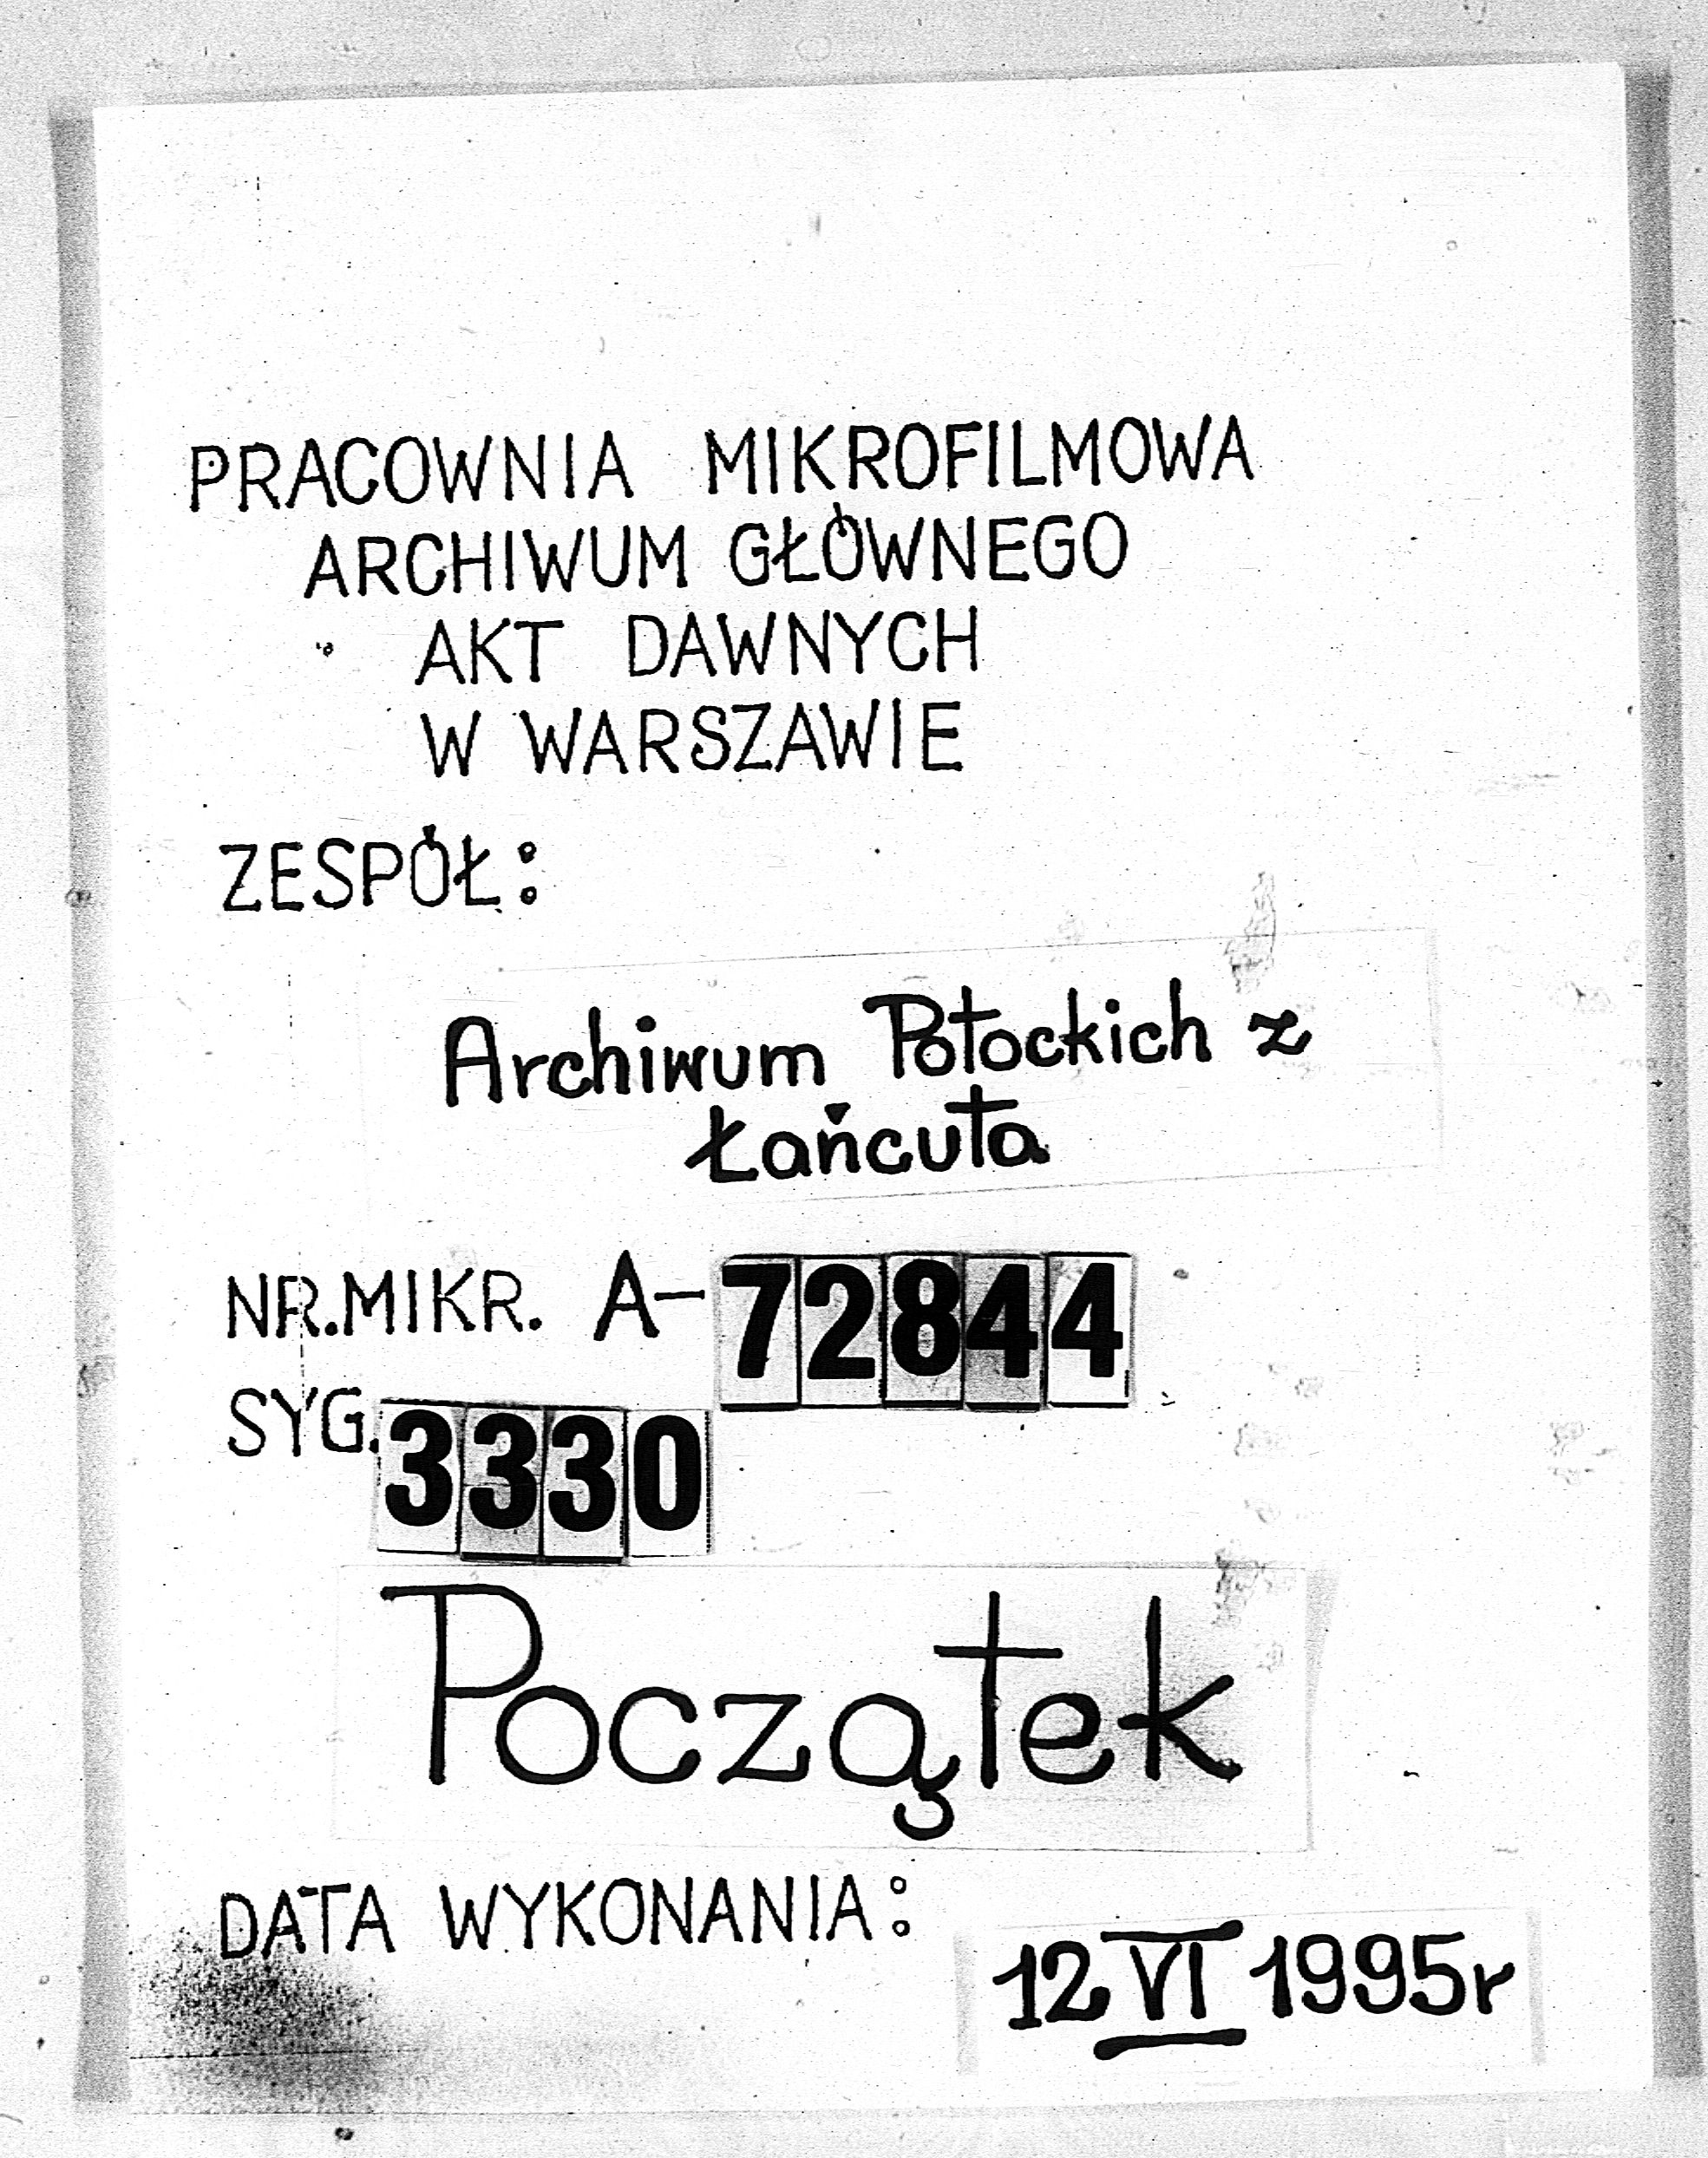 PRACOWNIA MIKROFILMOWA
ARCHIWUM GŁÓWNEGO
AKT DAWNYCH
W WARSZAWIE
ZESPÓŁ:
Archiwum Potockich z
Łańcuta
NR.MIKR. A-72844
SYG. 3330
Początek
DATA WYKONANIA: 12 VI 1995r